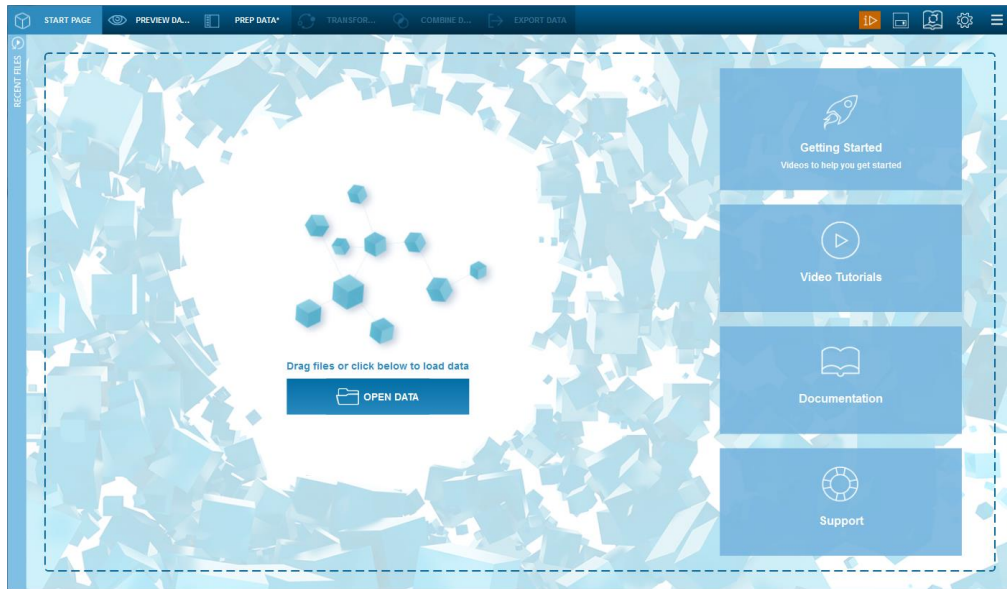 START PAGE
PREVIEW DA...
PREP DATA*
TRANSFOR...
COMBINE D...
EXPORT DATA
RECENT FILES
Getting Started
Videos to help you get started
Video Tutorials
Drag files or click below to load data
OPEN DATA
Documentation
Support